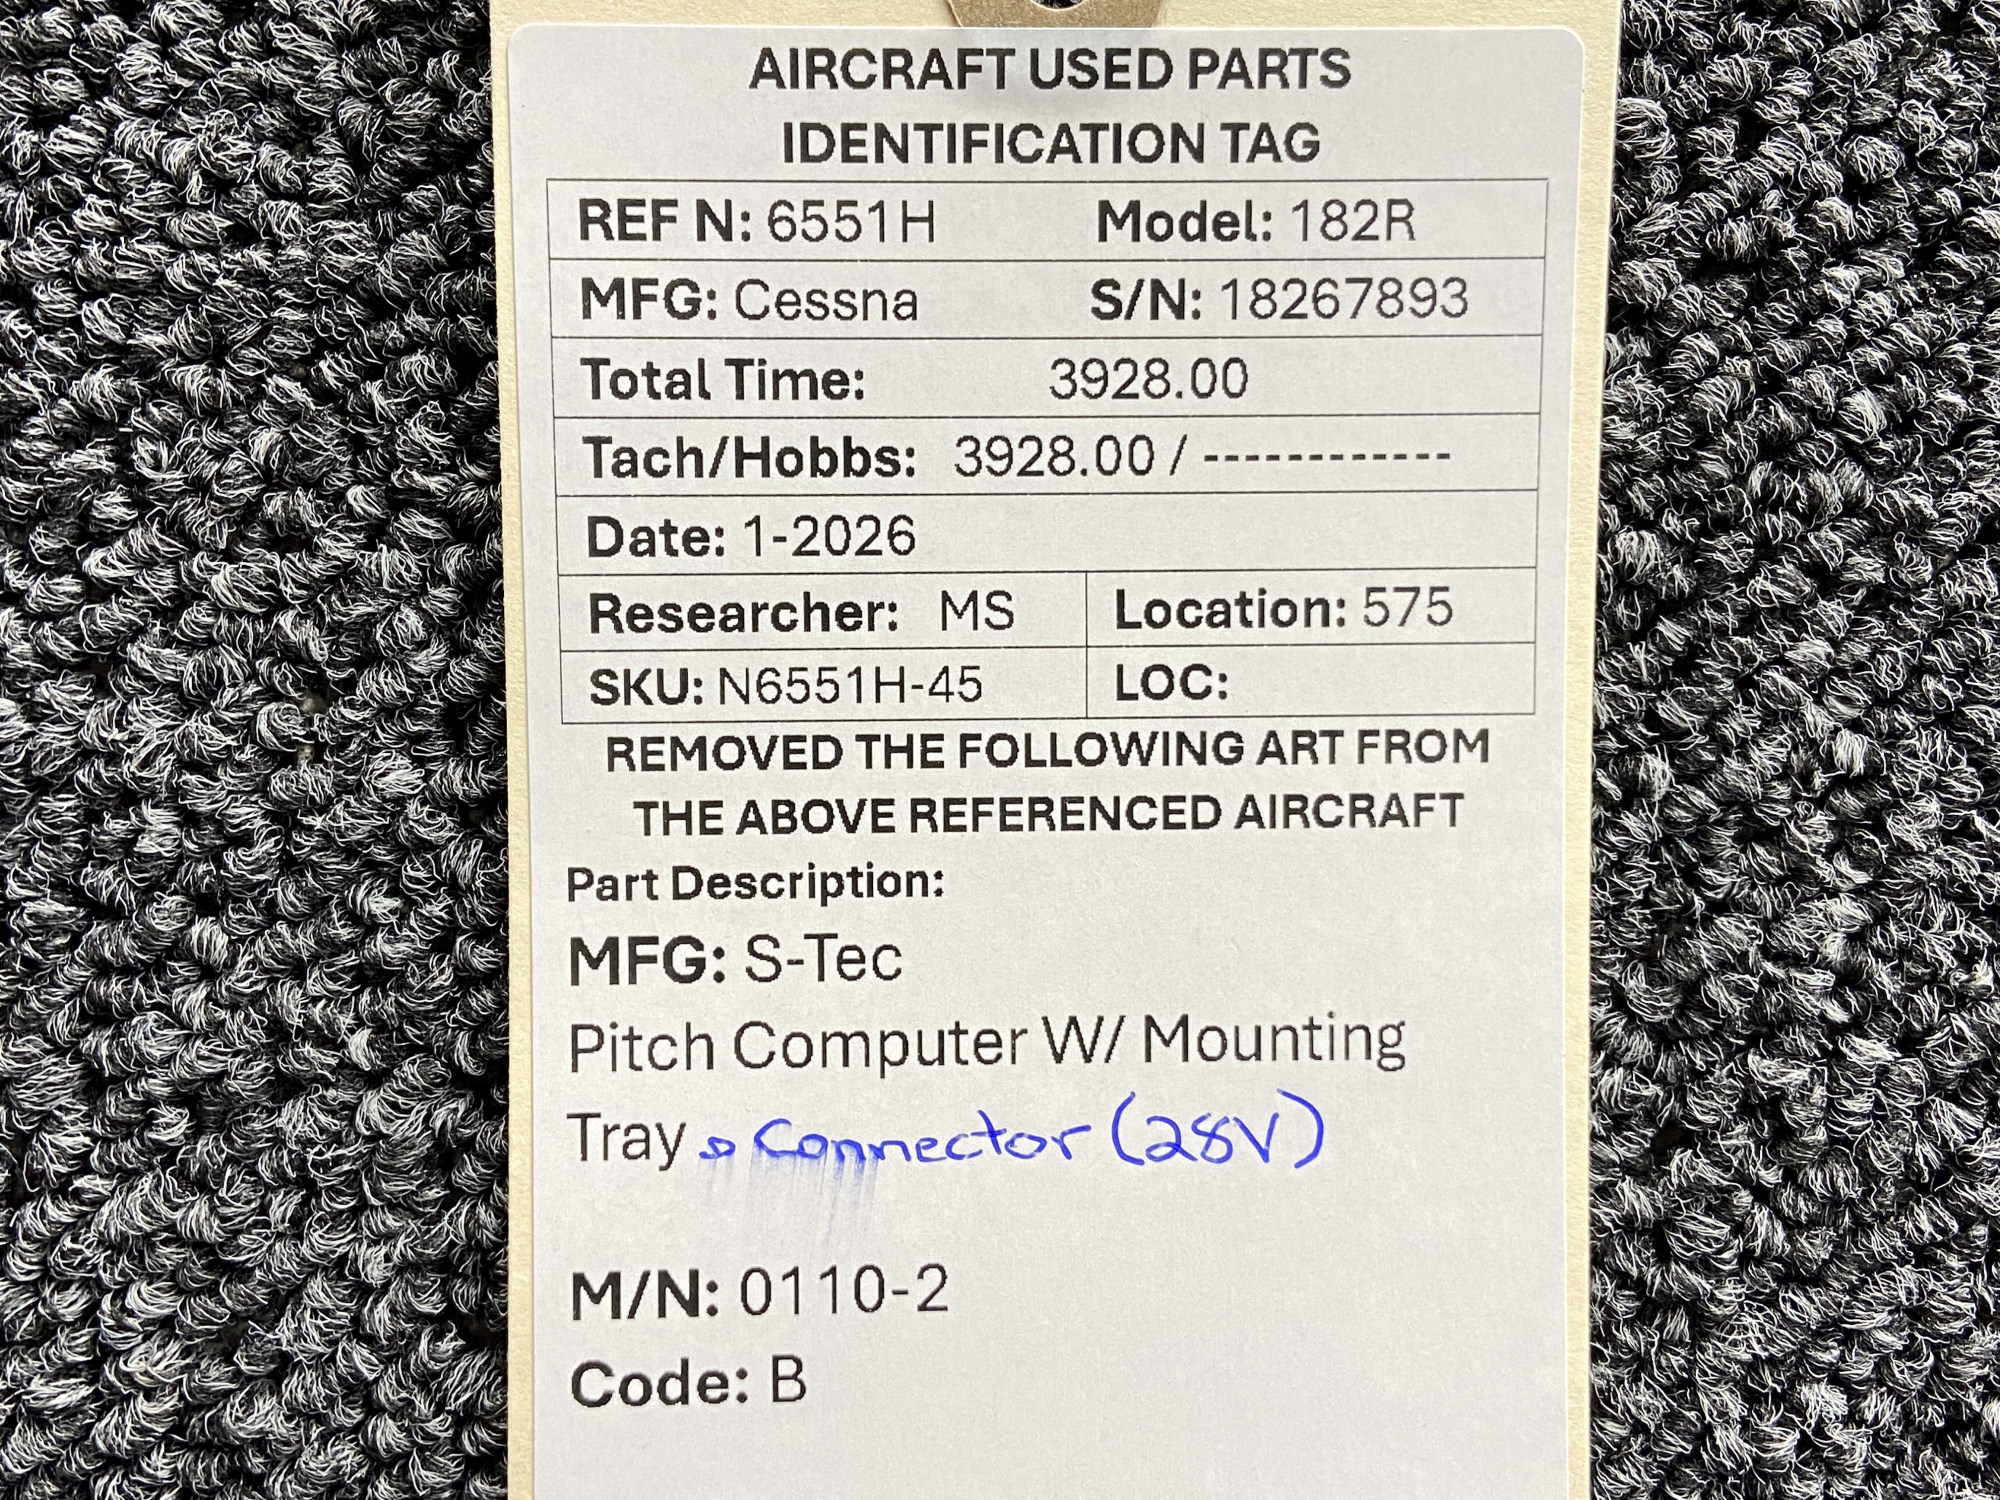 AIRCRAFT USED PARTS
IDENTIFICATION TAG
REF N: 6551H Model: 182R
MFG: Cessna S/N: 18267893
Total Time: 3928.00
Tach/Hobbs: 3928.00 / ------------
Date: 1-2026
Researcher: MS Location: 575
SKU: N6551H-45 LOC:
REMOVED THE FOLLOWING ART FROM
THE ABOVE REFERENCED AIRCRAFT
Part Description:
MFG: S-Tec
Pitch Computer W/ Mounting
Tray & Connector (28V)
M/N: 0110-2
Code: B